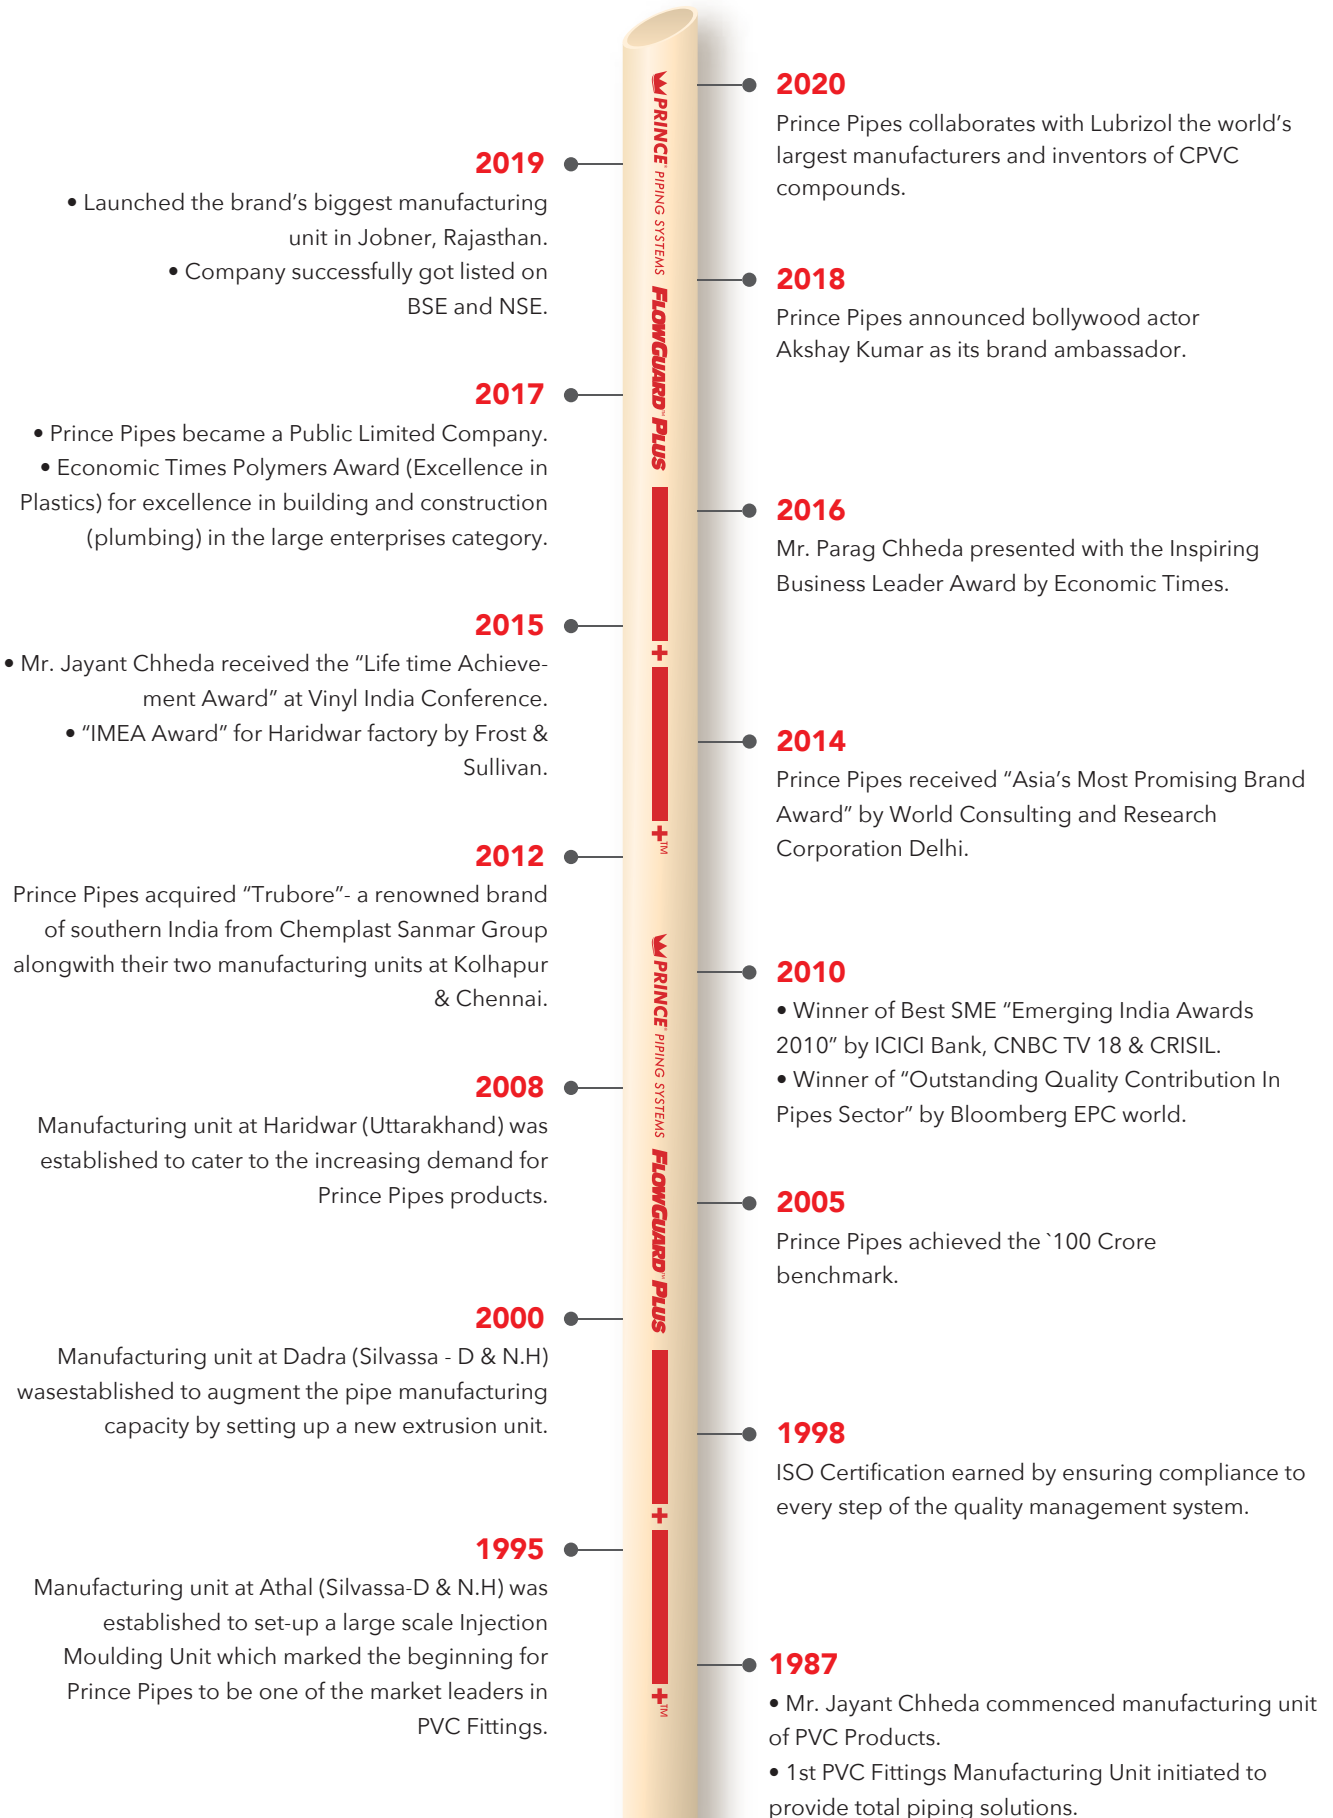 2020
Prince Pipes collaborates with Lubrizol the world's
largest manufacturers and inventors of CPVC
compounds.
2019
• Launched the brand's biggest manufacturing
unit in Jobner, Rajasthan.
• Company successfully got listed on
BSE and NSE.
2018
Prince Pipes announced bollywood actor
Akshay Kumar as its brand ambassador.
2017
• Prince Pipes became a Public Limited Company.
• Economic Times Polymers Award (Excellence in
Plastics) for excellence in building and construction
(plumbing) in the large enterprises category.
2016
Mr. Parag Chheda presented with the Inspiring
Business Leader Award by Economic Times.
2015
• Mr. Jayant Chheda received the “Life time Achieve-
ment Award” at Vinyl India Conference.
• “IMEA Award” for Haridwar factory by Frost &
Sullivan.
2014
Prince Pipes received “Asia's Most Promising Brand
Award” by World Consulting and Research
Corporation Delhi.
2012
Prince Pipes acquired “Trubore”- a renowned brand
of southern India from Chemplast Sanmar Group
alongwith their two manufacturing units at Kolhapur
& Chennai.
2010
• Winner of Best SME “Emerging India Awards
2010” by ICICI Bank, CNBC TV 18 & CRISIL.
• Winner of “Outstanding Quality Contribution In
Pipes Sector” by Bloomberg EPC world.
2008
Manufacturing unit at Haridwar (Uttarakhand) was
established to cater to the increasing demand for
Prince Pipes products.
2005
Prince Pipes achieved the `100 Crore
benchmark.
2000
Manufacturing unit at Dadra (Silvassa - D & N.H)
wasestablished to augment the pipe manufacturing
capacity by setting up a new extrusion unit.
1998
ISO Certification earned by ensuring compliance to
every step of the quality management system.
1995
Manufacturing unit at Athal (Silvassa-D & N.H) was
established to set-up a large scale Injection
Moulding Unit which marked the beginning for
Prince Pipes to be one of the market leaders in
PVC Fittings.
1987
• Mr. Jayant Chheda commenced manufacturing unit
of PVC Products.
• 1st PVC Fittings Manufacturing Unit initiated to
provide total piping solutions.
PRINCE PIPING SYSTEMS FLOWGUARD™ PLUS + +™
PRINCE PIPING SYSTEMS FLOWGUARD™ PLUS + +™